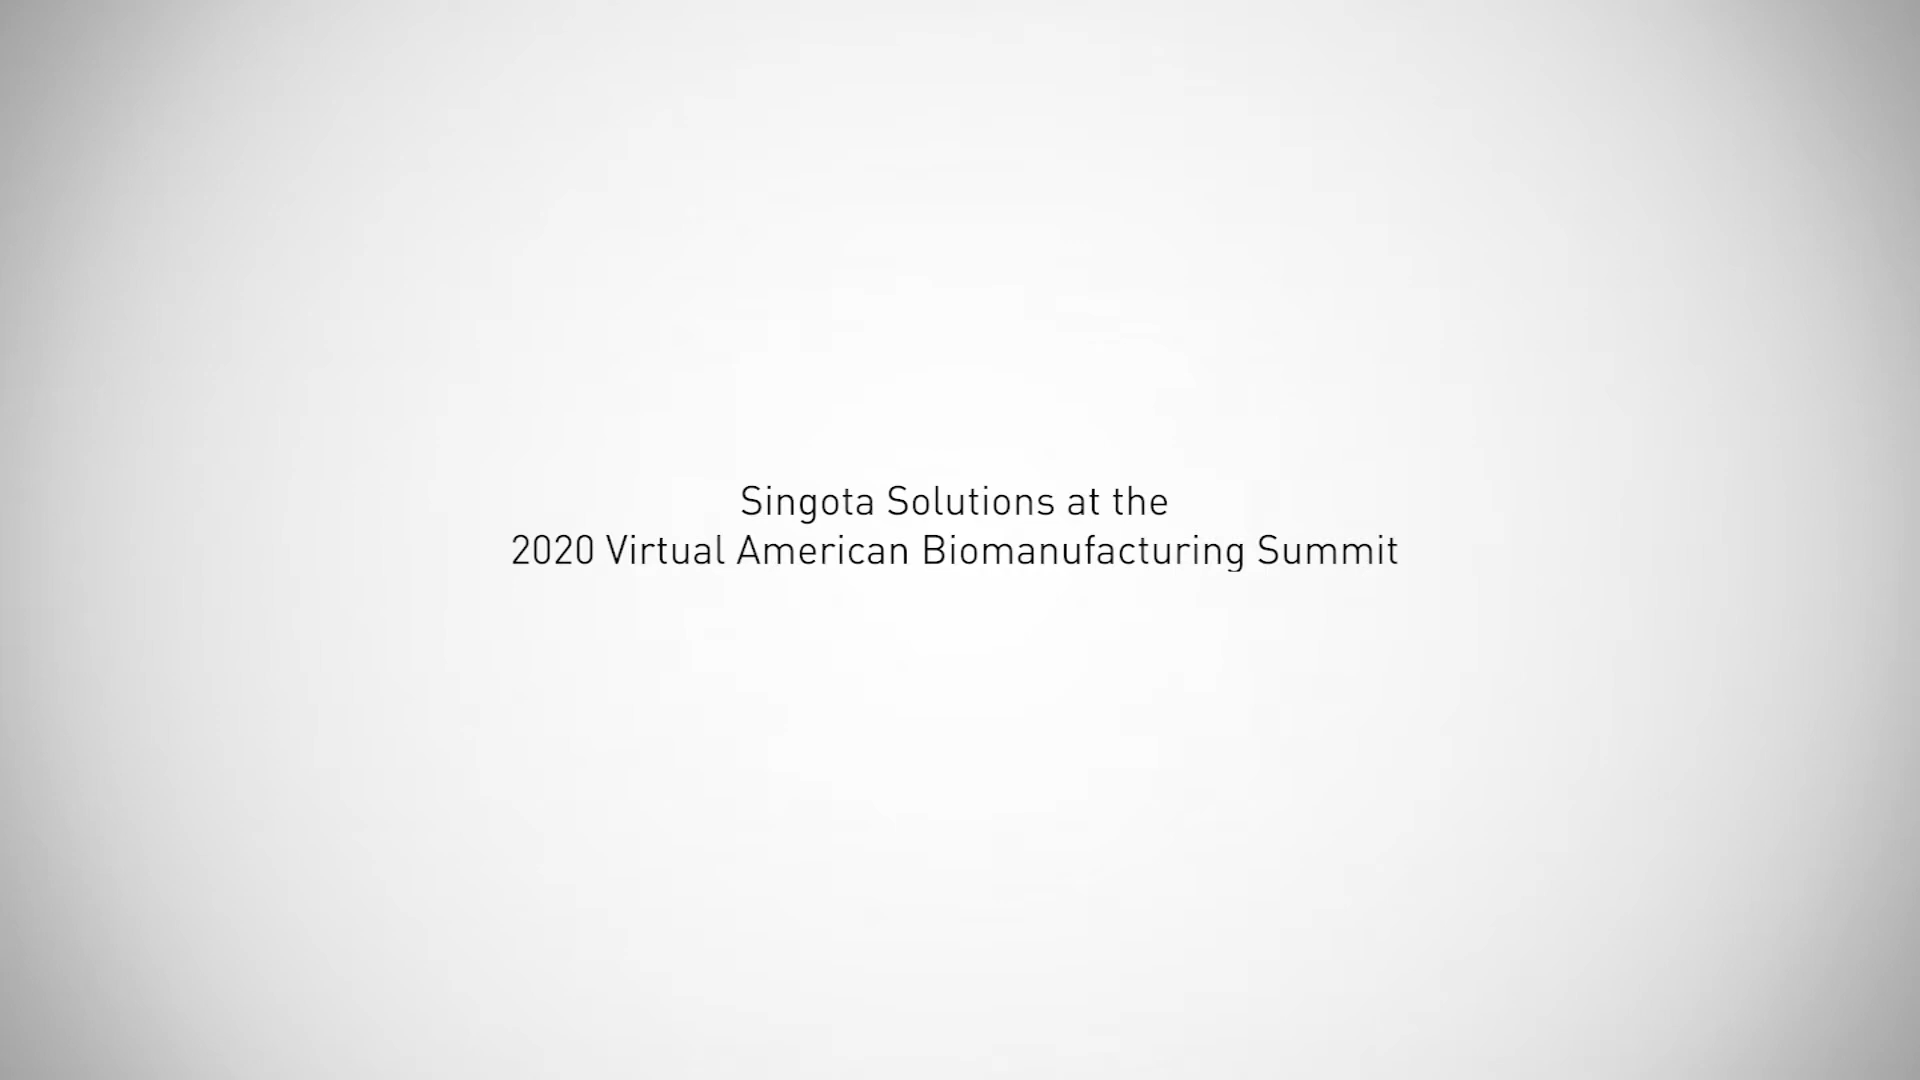 Singota Solutions at the
2020 Virtual American Biomanufacturing Summit